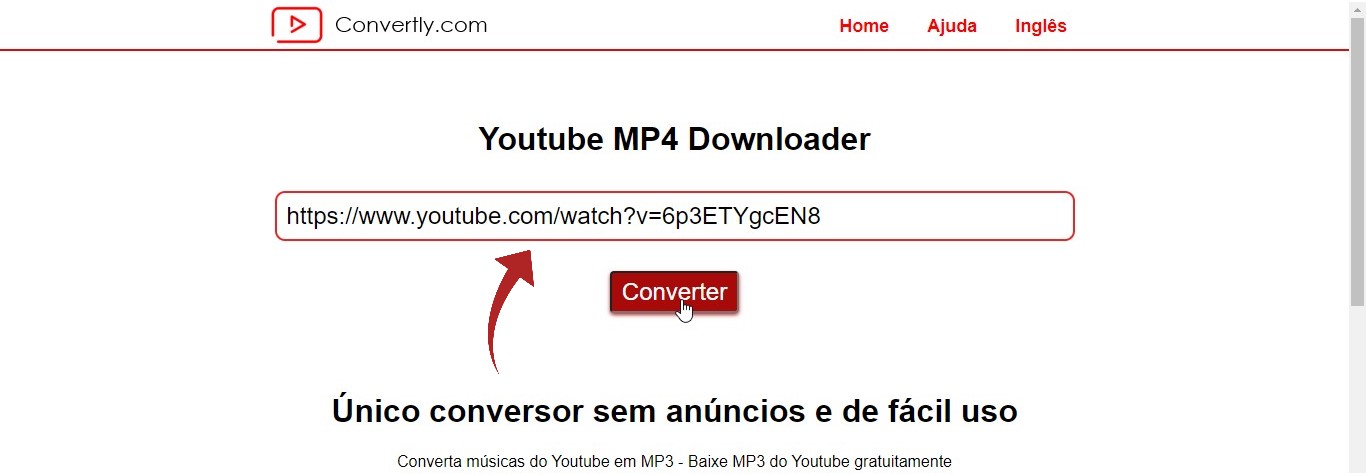 Convertly.com
Home Ajuda Inglês
Youtube MP4 Downloader
https://www.youtube.com/watch?v=6p3ETYgcEN8
Converter
Único conversor sem anúncios e de fácil uso
Converta músicas do Youtube em MP3 - Baixe MP3 do Youtube gratuitamente